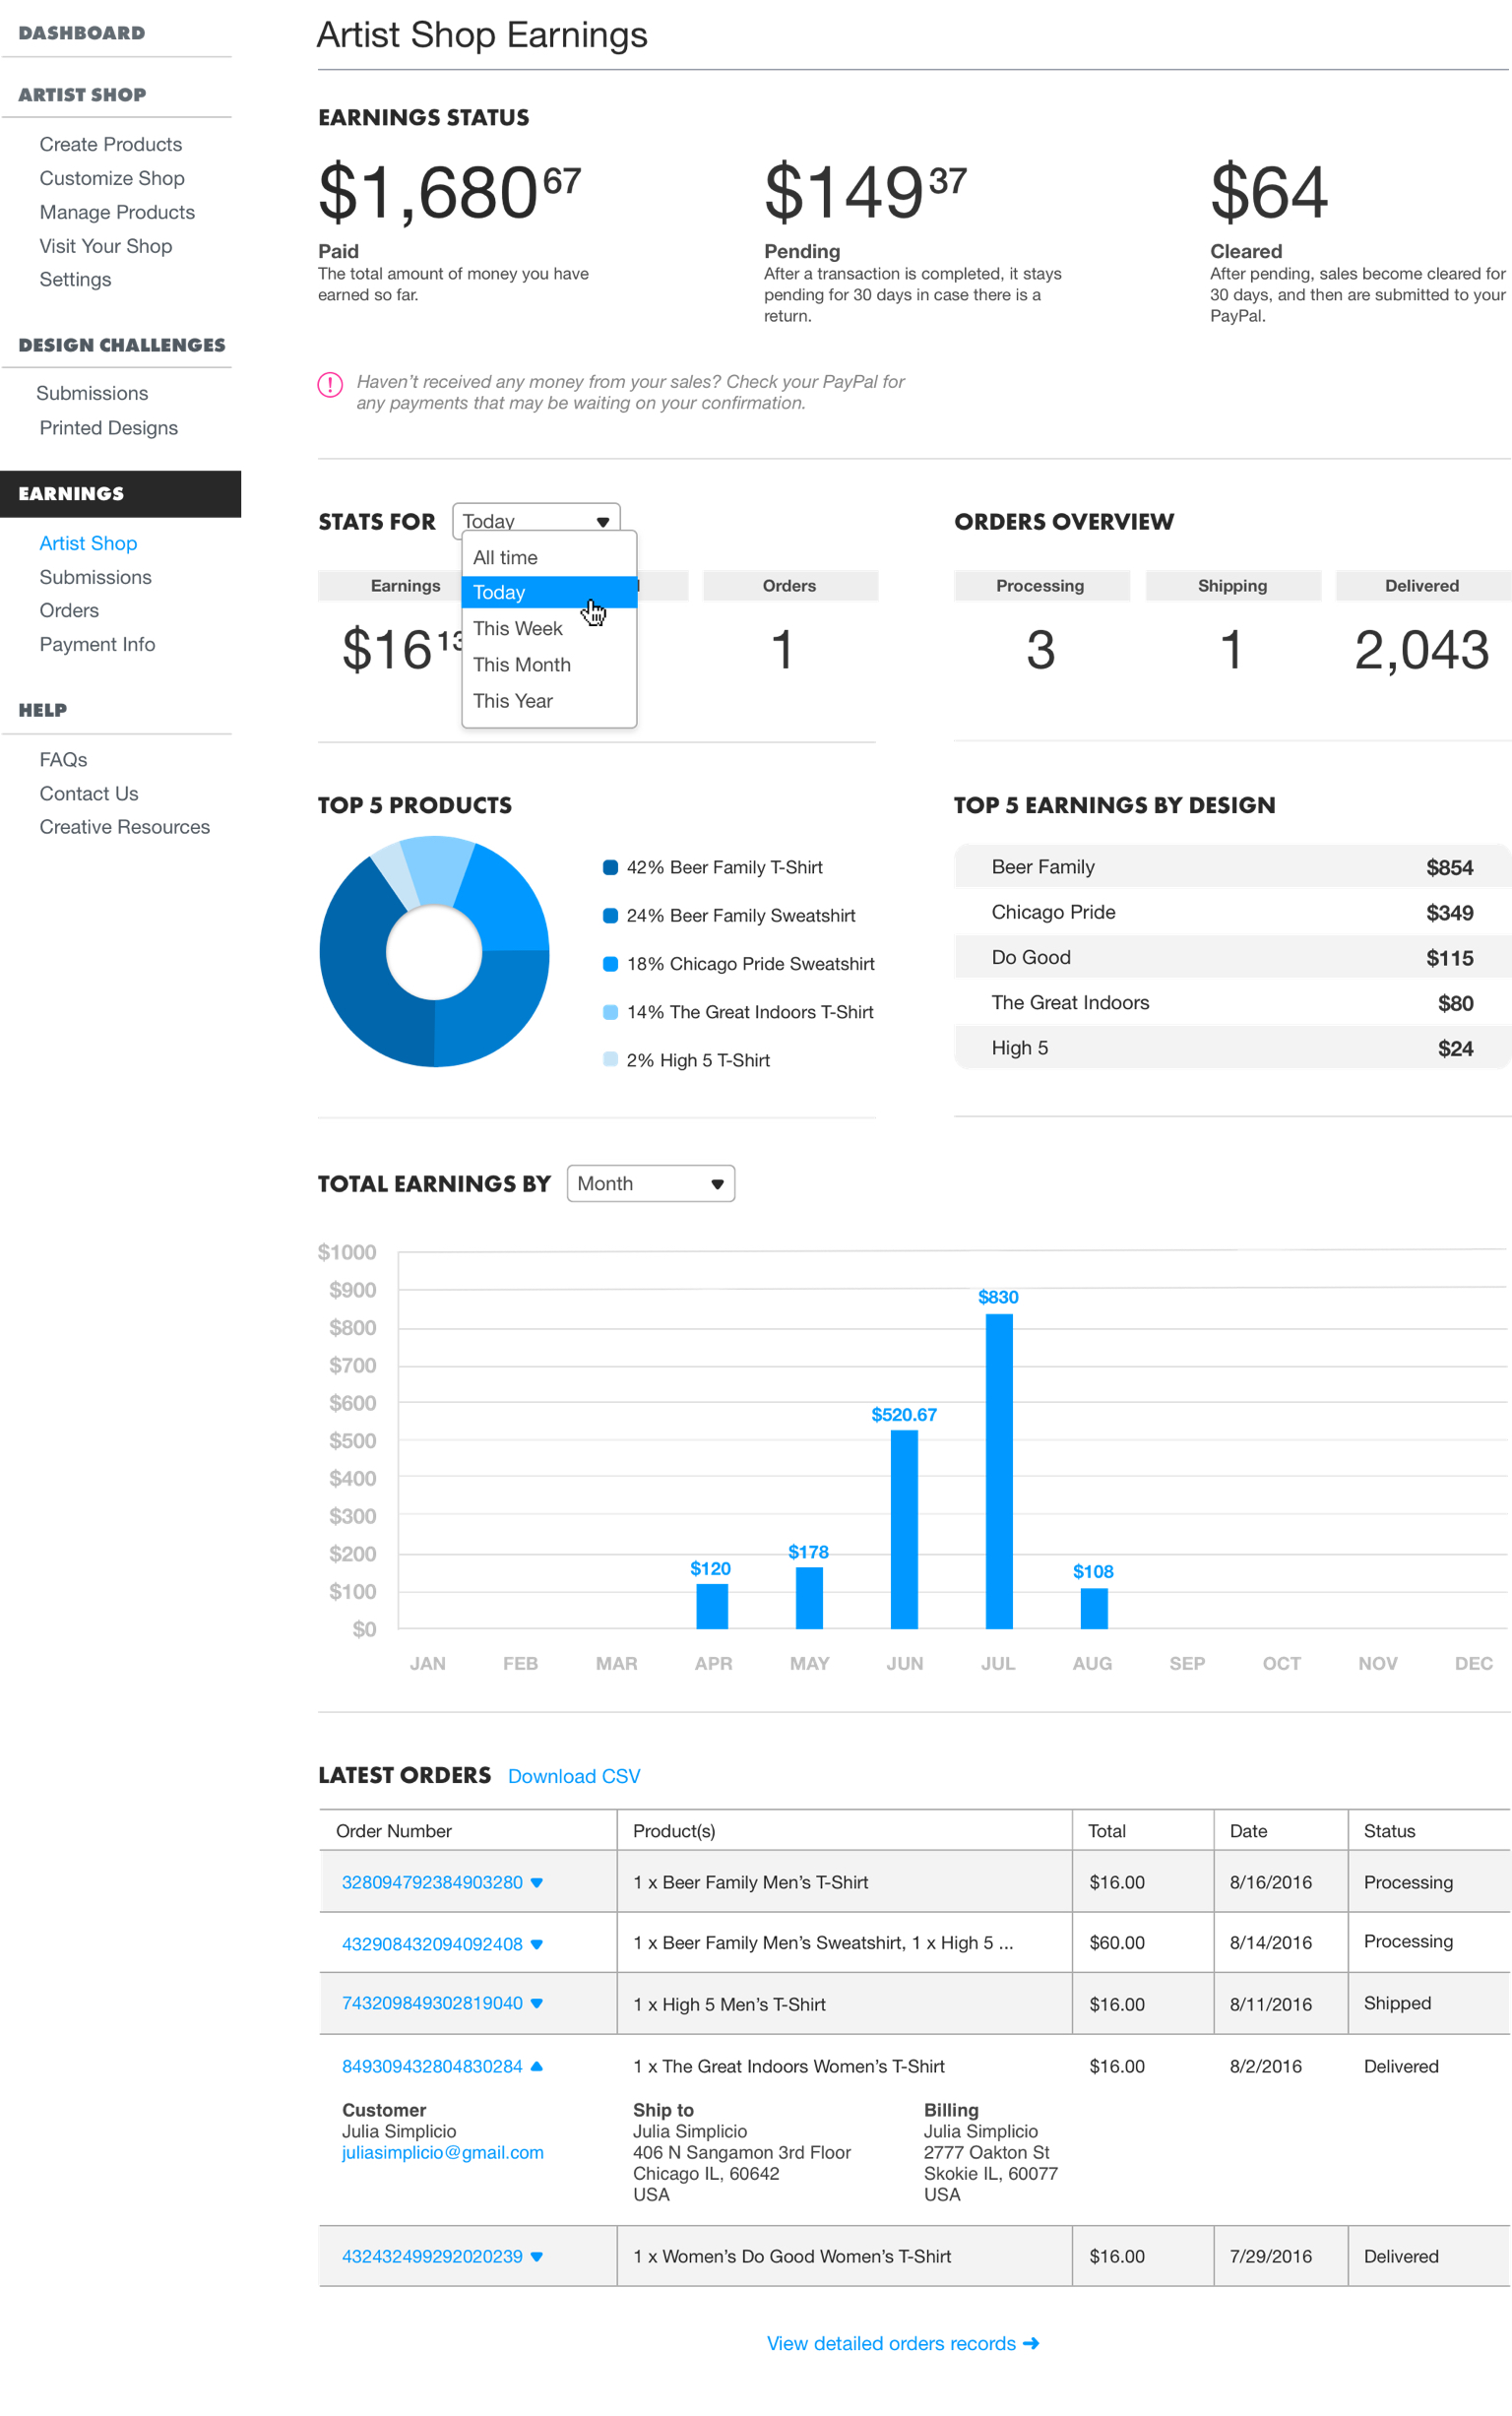 DASHBOARD
ARTIST SHOP
Create Products
Customize Shop
Manage Products
Visit Your Shop
Settings
DESIGN CHALLENGES
Submissions
Printed Designs
EARNINGS
Artist Shop
Submissions
Orders
Payment Info
HELP
FAQs
Contact Us
Creative Resources
Artist Shop Earnings
EARNINGS STATUS
$1,680 67
Paid
The total amount of money you have
earned so far.
$149 37
Pending
After a transaction is completed, it stays
pending for 30 days in case there is a
return.
$64
Cleared
After pending, sales become cleared for
30 days, and then are submitted to your
PayPal.
Haven’t received any money from your sales? Check your PayPal for
any payments that may be waiting on your confirmation.
STATS FOR Today
All time
Today
This Week
This Month
This Year
Earnings
$16 13
Orders
1
ORDERS OVERVIEW
Processing Shipping Delivered
3 1 2,043
TOP 5 PRODUCTS
42% Beer Family T-Shirt
24% Beer Family Sweatshirt
18% Chicago Pride Sweatshirt
14% The Great Indoors T-Shirt
2% High 5 T-Shirt
TOP 5 EARNINGS BY DESIGN
Beer Family $854
Chicago Pride $349
Do Good $115
The Great Indoors $80
High 5 $24
TOTAL EARNINGS BY Month
$1000
$900
$800
$700
$600
$500
$400
$300
$200
$100
$0
$120
$178
$520.67
$830
$108
JAN FEB MAR APR MAY JUN JUL AUG SEP OCT NOV DEC
LATEST ORDERS Download CSV
Order Number Product(s) Total Date Status
328094792384903280 1 x Beer Family Men’s T-Shirt $16.00 8/16/2016 Processing
432908432094092408 1 x Beer Family Men’s Sweatshirt, 1 x High 5 ... $60.00 8/14/2016 Processing
743209849302819040 1 x High 5 Men’s T-Shirt $16.00 8/11/2016 Shipped
849309432804830284 1 x The Great Indoors Women’s T-Shirt $16.00 8/2/2016 Delivered
Customer
Julia Simplicio
juliasimplicio@gmail.com
Ship to
Julia Simplicio
406 N Sangamon 3rd Floor
Chicago IL, 60642
USA
Billing
Julia Simplicio
2777 Oakton St
Skokie IL, 60077
USA
432432499292020239 1 x Women’s Do Good Women’s T-Shirt $16.00 7/29/2016 Delivered
View detailed orders records